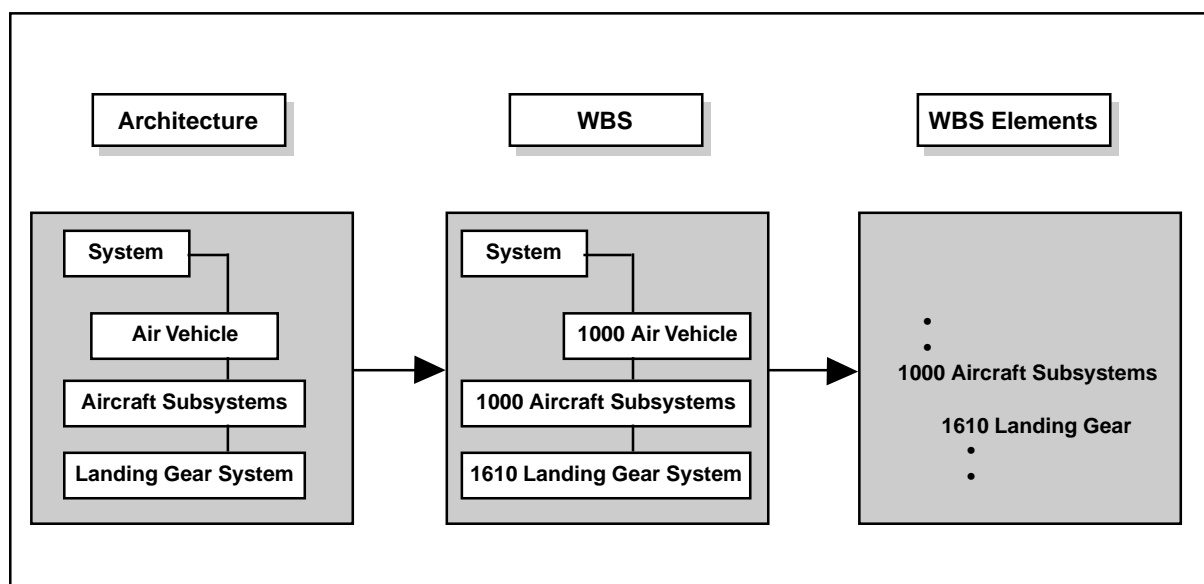 Architecture
WBS
WBS Elements
System
Air Vehicle
Aircraft Subsystems
Landing Gear System
System
1000 Air Vehicle
1000 Aircraft Subsystems
1610 Landing Gear System
•
•
1000 Aircraft Subsystems
1610 Landing Gear
•
•